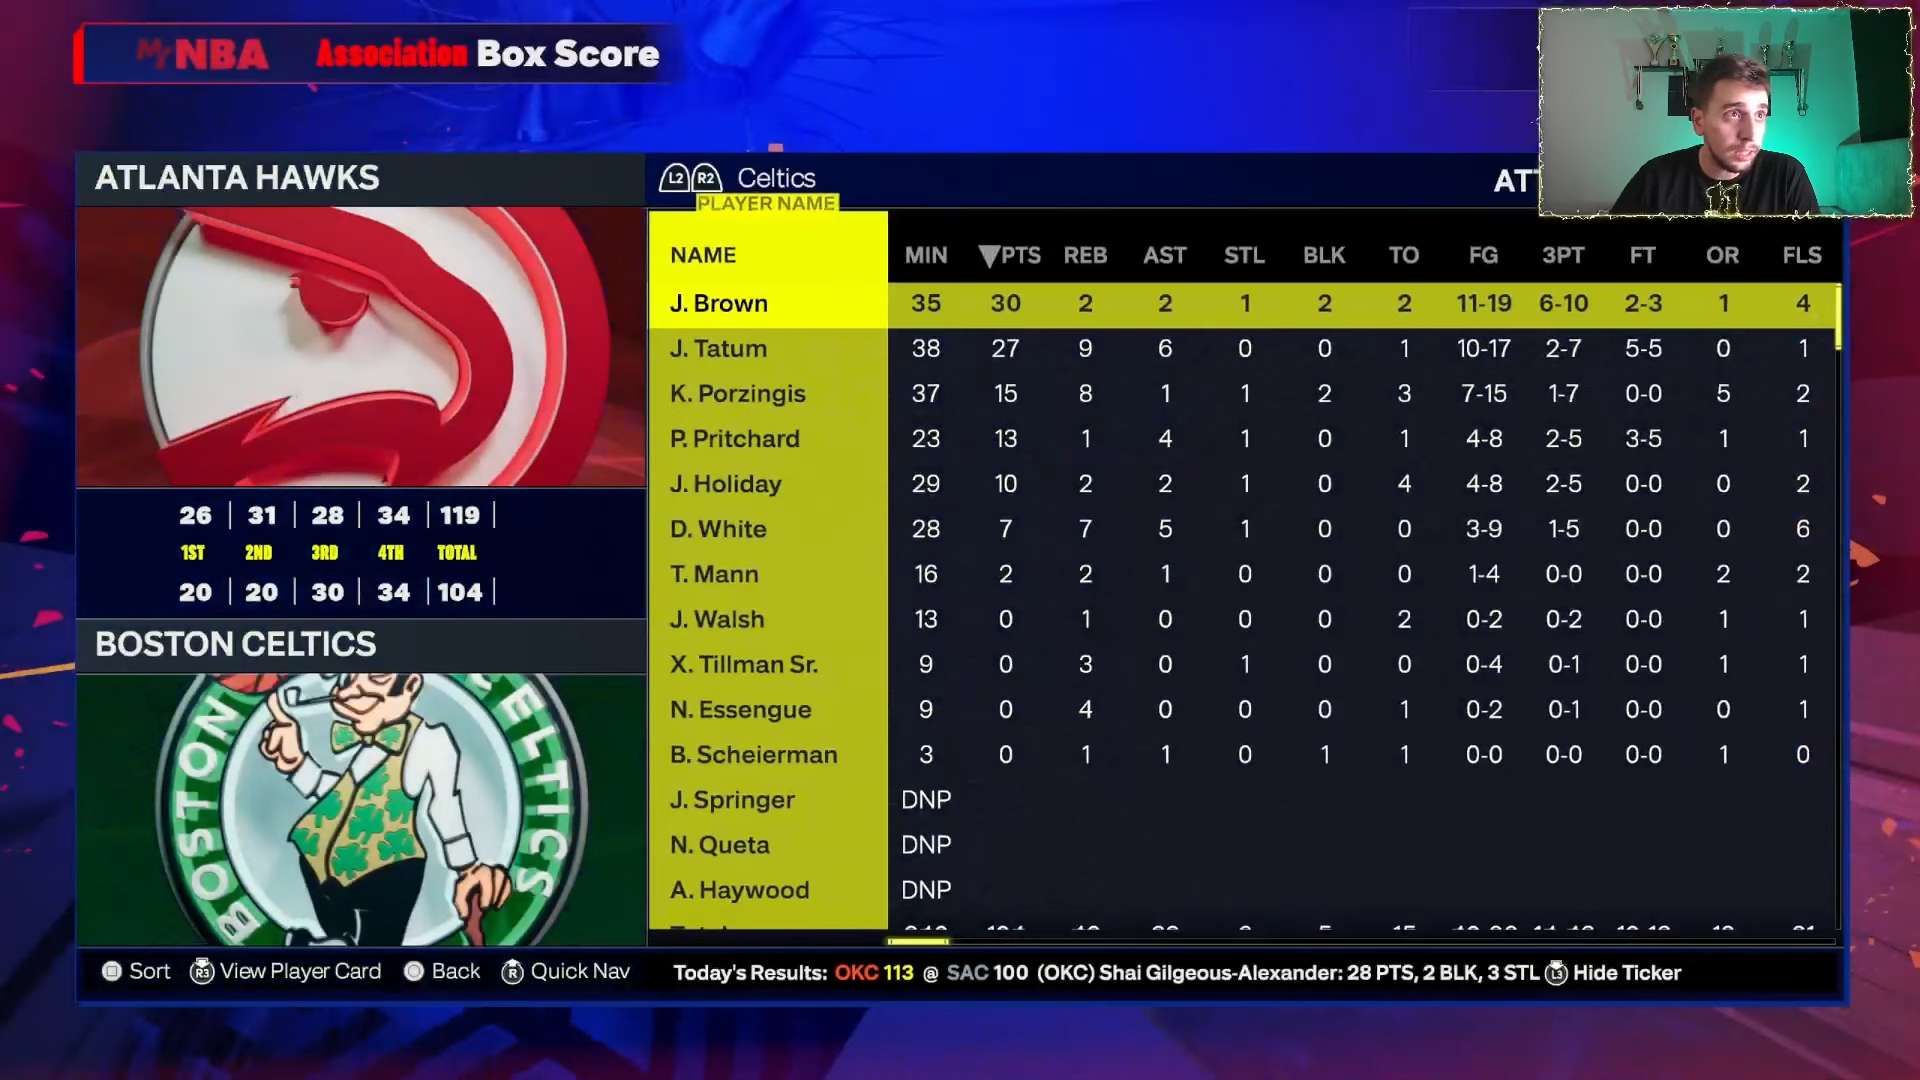 MyNBA Association Box Score
ATLANTA HAWKS
26 31 28 34 119
1ST 2ND 3RD 4TH TOTAL
20 20 30 34 104
BOSTON CELTICS
BOSTON CELTICS
L2 R2 Celtics
PLAYER NAME
NAME MIN PTS REB AST STL BLK TO FG 3PT FT OR FLS
J. Brown 35 30 2 2 1 2 2 11-19 6-10 2-3 1 4
J. Tatum 38 27 9 6 0 0 1 10-17 2-7 5-5 0 1
K. Porzingis 37 15 8 1 1 2 3 7-15 1-7 0-0 5 2
P. Pritchard 23 13 1 4 1 0 1 4-8 2-5 3-5 1 1
J. Holiday 29 10 2 2 1 0 4 4-8 2-5 0-0 0 2
D. White 28 7 7 5 1 0 0 3-9 1-5 0-0 0 6
T. Mann 16 2 2 1 0 0 0 1-4 0-0 0-0 2 2
J. Walsh 13 0 1 0 0 0 2 0-2 0-2 0-0 1 1
X. Tillman Sr. 9 0 3 0 1 0 0 0-4 0-1 0-0 1 1
N. Essengue 9 0 4 0 0 0 1 0-2 0-1 0-0 0 1
B. Scheierman 3 0 1 1 0 1 1 0-0 0-0 0-0 1 0
J. Springer DNP
N. Queta DNP
A. Haywood DNP
Sort R3 View Player Card Back R Quick Nav
Today's Results: OKC 113 @ SAC 100 (OKC) Shai Gilgeous-Alexander: 28 PTS, 2 BLK, 3 STL L3 Hide Ticker